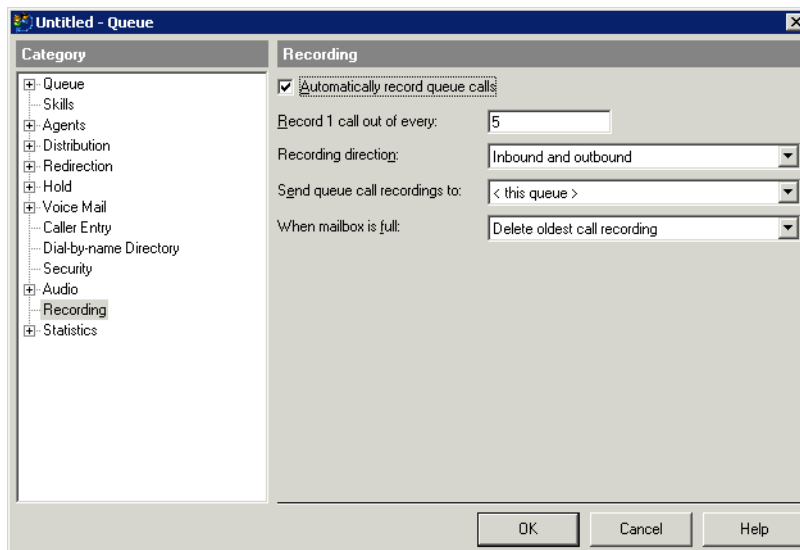 Untitled - Queue
Category
Queue
Skills
Agents
Distribution
Redirection
Hold
Voice Mail
Caller Entry
Dial-by-name Directory
Security
Audio
Recording
Statistics
Recording
Automatically record queue calls
Record 1 call out of every: 5
Recording direction: Inbound and outbound
Send queue call recordings to: < this queue >
When mailbox is full: Delete oldest call recording
OK Cancel Help